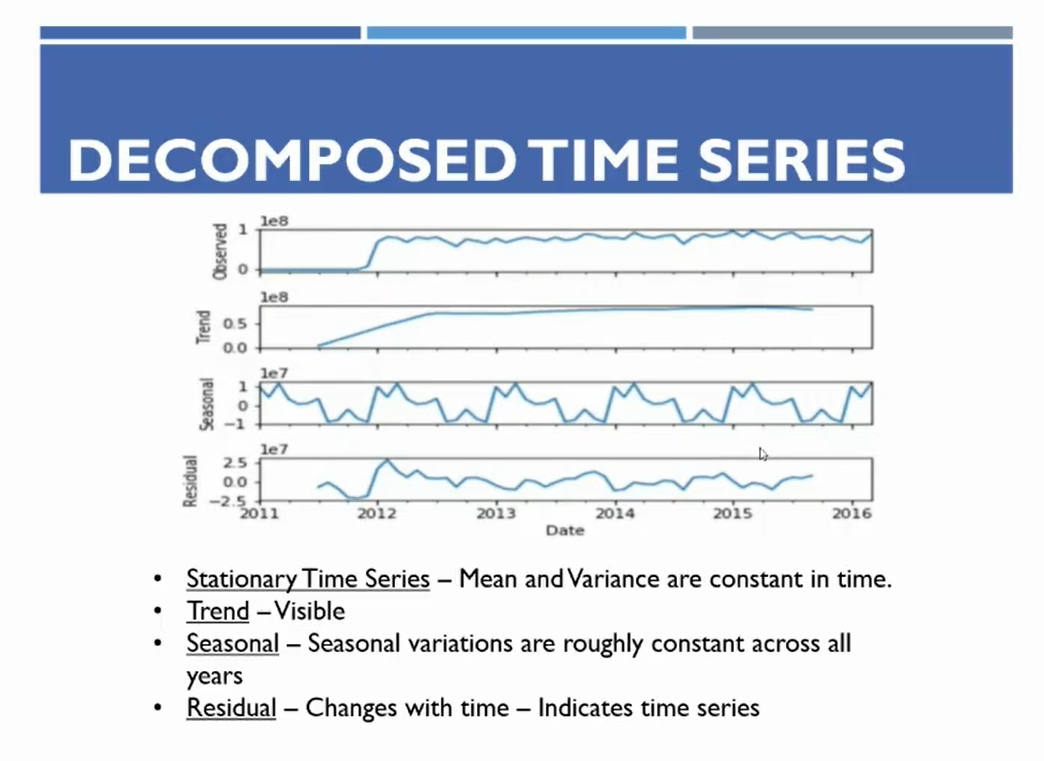 DECOMPOSED TIME SERIES
1e8
Observed
1
0
1e8
Trend
0.5
0.0
1e7
Seasonal
1
0
−1
1e7
Residual
2.5
0.0
−2.5
2011 2012 2013 2014 2015 2016
Date
• Stationary Time Series – Mean and Variance are constant in time.
• Trend – Visible
• Seasonal – Seasonal variations are roughly constant across all
years
• Residual – Changes with time – Indicates time series